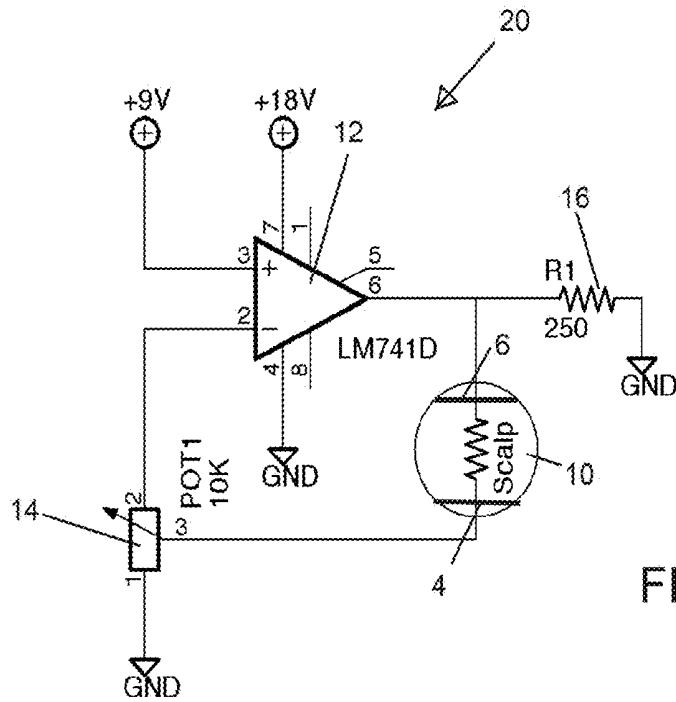 20
+9V
+18V
12
7
1
3
+
5
6
16
R1
250
2
−
LM741D
4
8
6
GND
GND
Scalp
10
POT1
10K
2
14
3
1
4
FI
GND